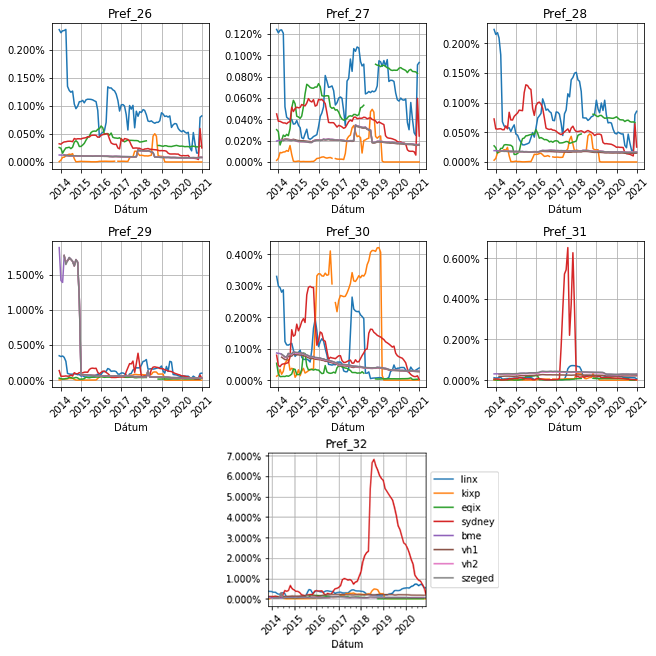 Pref_26 Pref_27 Pref_28
0.200% 0.150% 0.100% 0.050% 0.000%
0.120% 0.100% 0.080% 0.060% 0.040% 0.020% 0.000%
0.200% 0.150% 0.100% 0.050% 0.000%
2014 2015 2016 2017 2018 2019 2020 2021
2014 2015 2016 2017 2018 2019 2020 2021
2014 2015 2016 2017 2018 2019 2020 2021
Dátum Dátum Dátum
Pref_29 Pref_30 Pref_31
1.500% 1.000% 0.500% 0.000%
0.400% 0.300% 0.200% 0.100% 0.000%
0.600% 0.400% 0.200% 0.000%
2014 2015 2016 2017 2018 2019 2020 2021
2014 2015 2016 2017 2018 2019 2020 2021
2014 2015 2016 2017 2018 2019 2020 2021
Dátum Dátum Dátum
Pref_32
7.000%
6.000%
5.000%
4.000%
3.000%
2.000%
1.000%
0.000%
2014 2015 2016 2017 2018 2019 2020
Dátum
linx
kixp
eqix
sydney
bme
vh1
vh2
szeged